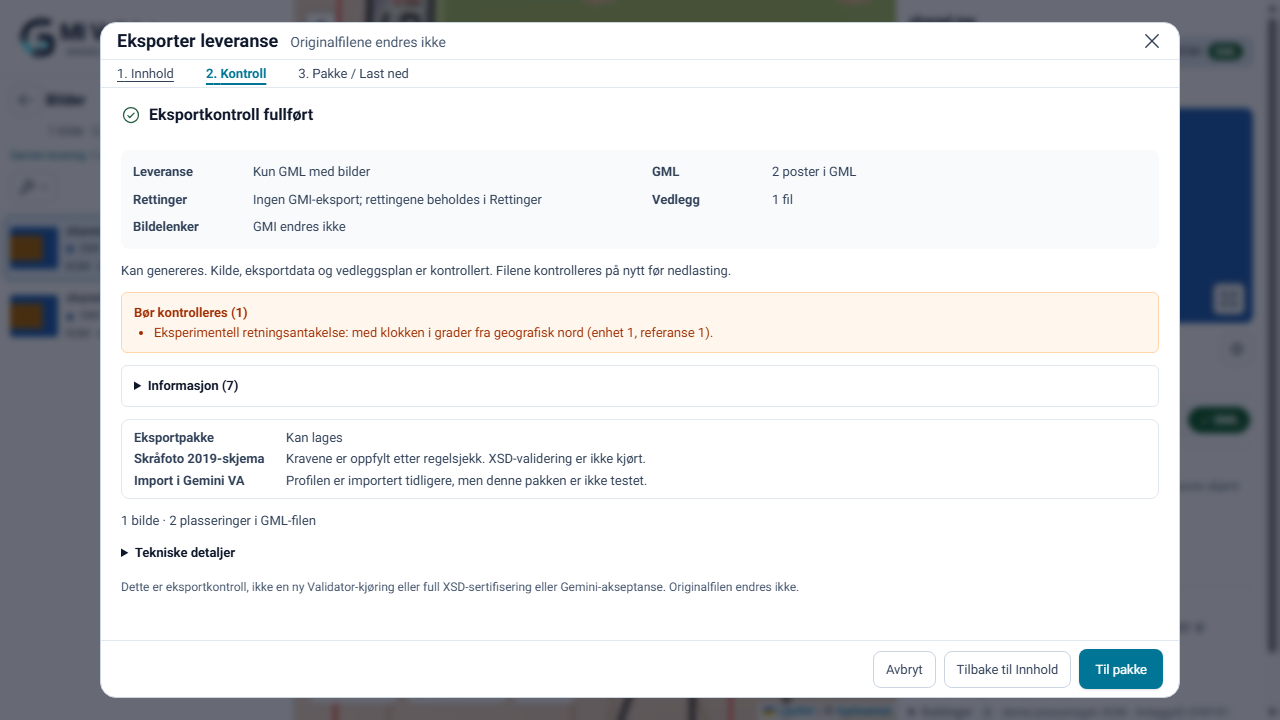 Eksporter leveranse Originalfilene endres ikke
1. Innhold 2. Kontroll 3. Pakke / Last ned
Eksportkontroll fullført
Leveranse Kun GML med bilder GML 2 poster i GML
Rettinger Ingen GMI-eksport; rettingene beholdes i Rettinger Vedlegg 1 fil
Bildelenker GMI endres ikke
Kan genereres. Kilde, eksportdata og vedleggsplan er kontrollert. Filene kontrolleres på nytt før nedlasting.
Bør kontrolleres (1)
• Eksperimentell retningsantakelse: med klokken i grader fra geografisk nord (enhet 1, referanse 1).
Informasjon (7)
Eksportpakke Kan lages
Skråfoto 2019-skjema Kravene er oppfylt etter regelsjekk. XSD-validering er ikke kjørt.
Import i Gemini VA Profilen er importert tidligere, men denne pakken er ikke testet.
1 bilde · 2 plasseringer i GML-filen
Tekniske detaljer
Dette er eksportkontroll, ikke en ny Validator-kjøring eller full XSD-sertifisering eller Gemini-akseptanse. Originalfilen endres ikke.
Avbryt Tilbake til Innhold Til pakke
Bilder